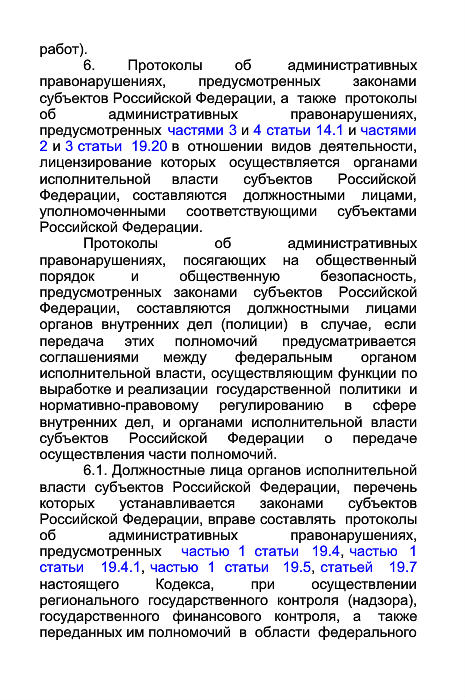 работ).
6. Протоколы об административных
правонарушениях, предусмотренных законами
субъектов Российской Федерации, а также протоколы
об административных правонарушениях,
предусмотренных частями 3 и 4 статьи 14.1 и частями
2 и 3 статьи 19.20 в отношении видов деятельности,
лицензирование которых осуществляется органами
исполнительной власти субъектов Российской
Федерации, составляются должностными лицами,
уполномоченными соответствующими субъектами
Российской Федерации.
Протоколы об административных
правонарушениях, посягающих на общественный
порядок и общественную безопасность,
предусмотренных законами субъектов Российской
Федерации, составляются должностными лицами
органов внутренних дел (полиции) в случае, если
передача этих полномочий предусматривается
соглашениями между федеральным органом
исполнительной власти, осуществляющим функции по
выработке и реализации государственной политики и
нормативно-правовому регулированию в сфере
внутренних дел, и органами исполнительной власти
субъектов Российской Федерации о передаче
осуществления части полномочий.
6.1. Должностные лица органов исполнительной
власти субъектов Российской Федерации, перечень
которых устанавливается законами субъектов
Российской Федерации, вправе составлять протоколы
об административных правонарушениях,
предусмотренных частью 1 статьи 19.4, частью 1
статьи 19.4.1, частью 1 статьи 19.5, статьей 19.7
настоящего Кодекса, при осуществлении
регионального государственного контроля (надзора),
государственного финансового контроля, а также
переданных им полномочий в области федерального